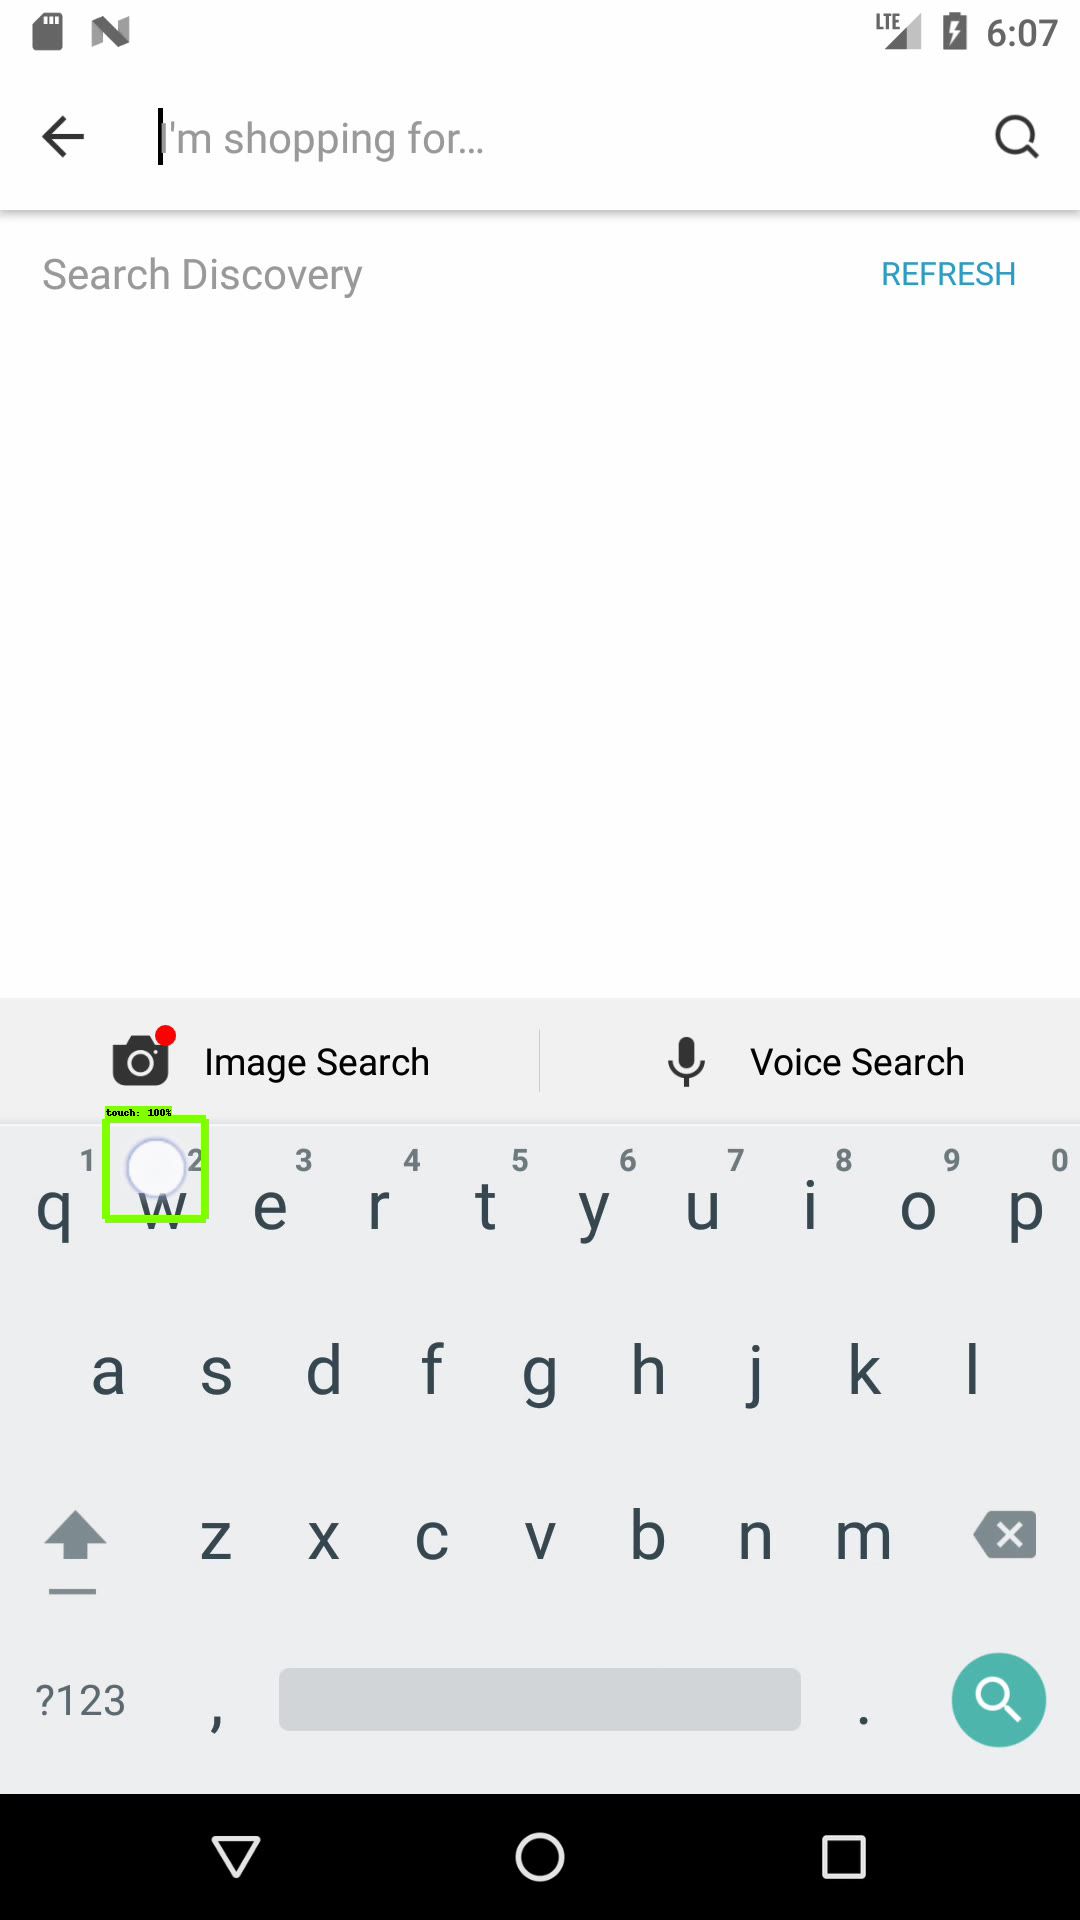 LTE 6:07
I'm shopping for...
Search Discovery REFRESH
Image Search Voice Search
touch: 100%
1 2 3 4 5 6 7 8 9 0
q w e r t y u i o p
a s d f g h j k l
z x c v b n m
?123 , .